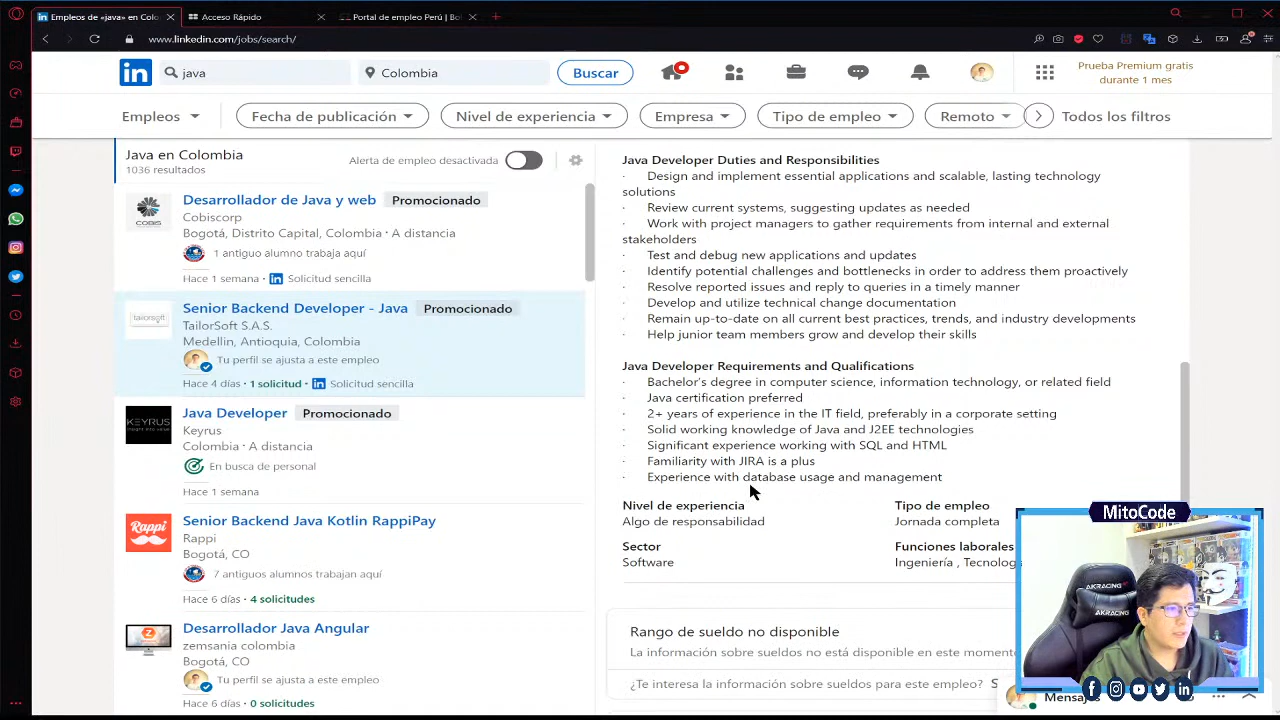 Empleos de «java» en Colo
Acceso Rápido
Portal de empleo Perú | Bo
www.linkedin.com/jobs/search/
in
java
Colombia
Buscar
Prueba Premium gratis
durante 1 mes
Empleos
Fecha de publicación
Nivel de experiencia
Empresa
Tipo de empleo
Remoto
Todos los filtros
Java en Colombia
1036 resultados
Alerta de empleo desactivada
COBIS
Desarrollador de Java y web
Promocionado
Cobiscorp
Bogotá, Distrito Capital, Colombia · A distancia
1 antiguo alumno trabaja aquí
Hace 1 semana · in Solicitud sencilla
tailorsoft
Senior Backend Developer - Java
Promocionado
TailorSoft S.A.S.
Medellin, Antioquia, Colombia
Tu perfil se ajusta a este empleo
Hace 4 días · 1 solicitud · in Solicitud sencilla
KEYRUS
Java Developer
Promocionado
Keyrus
Colombia · A distancia
En busca de personal
Hace 1 semana
Rappi
Senior Backend Java Kotlin RappiPay
Rappi
Bogotá, CO
7 antiguos alumnos trabajan aquí
Hace 6 días · 4 solicitudes
Desarrollador Java Angular
zemsania colombia
Bogotá, CO
Tu perfil se ajusta a este empleo
Hace 6 días · 0 solicitudes
Java Developer Duties and Responsibilities
· Design and implement essential applications and scalable, lasting technology
solutions
· Review current systems, suggesting updates as needed
· Work with project managers to gather requirements from internal and external
stakeholders
· Test and debug new applications and updates
· Identify potential challenges and bottlenecks in order to address them proactively
· Resolve reported issues and reply to queries in a timely manner
· Develop and utilize technical change documentation
· Remain up-to-date on all current best practices, trends, and industry developments
· Help junior team members grow and develop their skills
Java Developer Requirements and Qualifications
· Bachelor's degree in computer science, information technology, or related field
· Java certification preferred
· 2+ years of experience in the IT field, preferably in a corporate setting
· Solid working knowledge of Java and J2EE technologies
· Significant experience working with SQL and HTML
· Familiarity with JIRA is a plus
· Experience with database usage and management
Nivel de experiencia
Algo de responsabilidad
Tipo de empleo
Jornada completa
Sector
Software
Funciones laborales
Ingeniería , Tecnolog
Rango de sueldo no disponible
La información sobre sueldos no está disponible en este momen
¿Te interesa la información sobre sueldos para este empleo? S
MitoCode
AKRACING
AKRACING
Mensajes